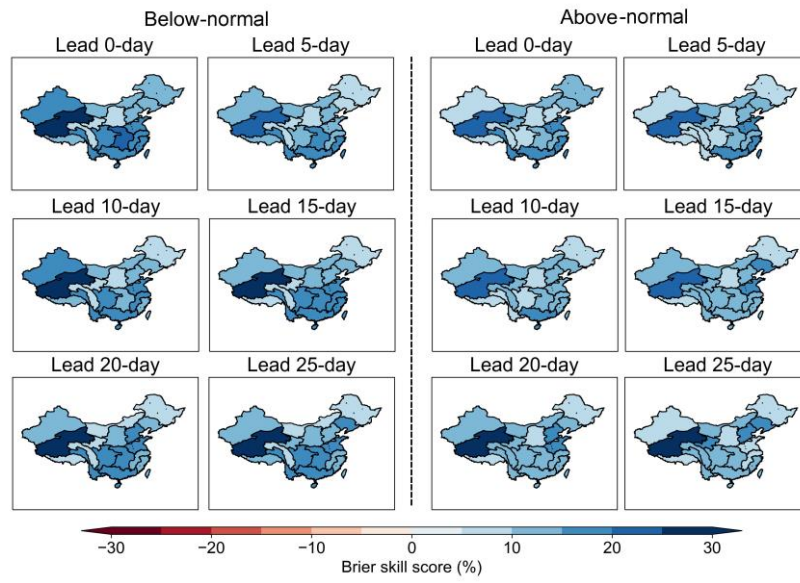 Below-normal
Above-normal
Lead 0-day
Lead 5-day
Lead 0-day
Lead 5-day
Lead 10-day
Lead 15-day
Lead 10-day
Lead 15-day
Lead 20-day
Lead 25-day
Lead 20-day
Lead 25-day
−30 −20 −10 0 10 20 30
Brier skill score (%)